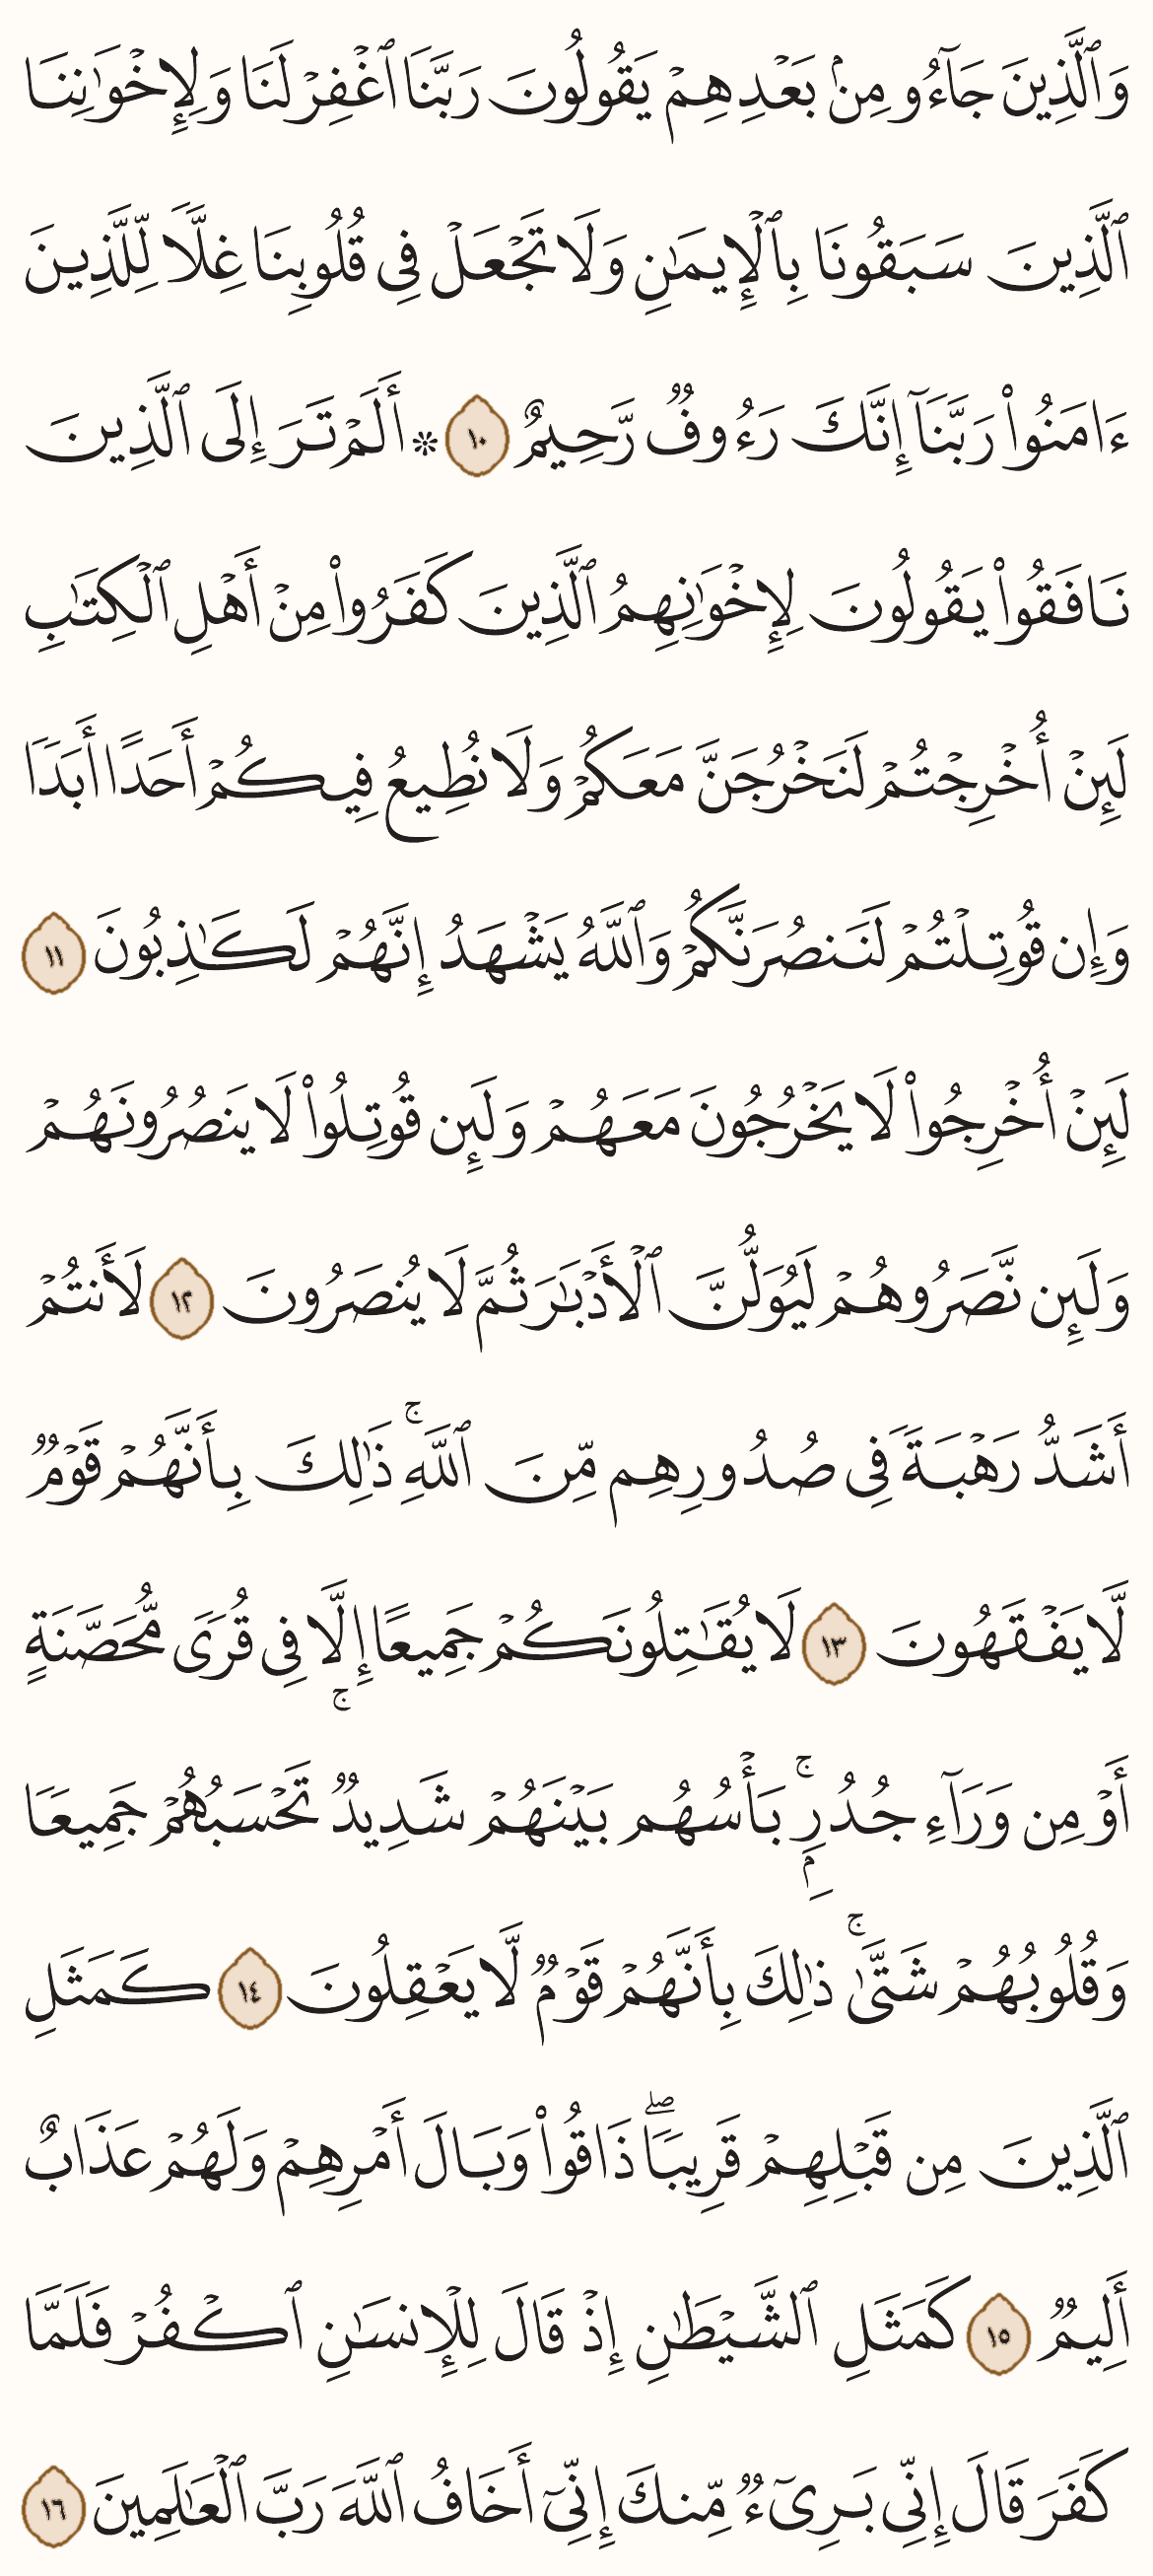 وَٱلَّذِينَ جَآءُو مِنۢ بَعْدِهِمْ يَقُولُونَ رَبَّنَا ٱغْفِرْ لَنَا وَلِإِخْوَٰنِنَا
ٱلَّذِينَ سَبَقُونَا بِٱلْإِيمَٰنِ وَلَا تَجْعَلْ فِى قُلُوبِنَا غِلًّا لِّلَّذِينَ
ءَامَنُوا۟ رَبَّنَآ إِنَّكَ رَءُوفٌ رَّحِيمٌ ١٠ ۞ أَلَمْ تَرَ إِلَى ٱلَّذِينَ
نَافَقُوا۟ يَقُولُونَ لِإِخْوَٰنِهِمُ ٱلَّذِينَ كَفَرُوا۟ مِنْ أَهْلِ ٱلْكِتَٰبِ
لَئِنْ أُخْرِجْتُمْ لَنَخْرُجَنَّ مَعَكُمْ وَلَا نُطِيعُ فِيكُمْ أَحَدًا أَبَدًا
وَإِن قُوتِلْتُمْ لَنَنصُرَنَّكُمْ وَٱللَّهُ يَشْهَدُ إِنَّهُمْ لَكَٰذِبُونَ ١١
لَئِنْ أُخْرِجُوا۟ لَا يَخْرُجُونَ مَعَهُمْ وَلَئِن قُوتِلُوا۟ لَا يَنصُرُونَهُمْ
وَلَئِن نَّصَرُوهُمْ لَيُوَلُّنَّ ٱلْأَدْبَٰرَ ثُمَّ لَا يُنصَرُونَ ١٢ لَأَنتُمْ
أَشَدُّ رَهْبَةً فِى صُدُورِهِم مِّنَ ٱللَّهِ ۚ ذَٰلِكَ بِأَنَّهُمْ قَوْمٌ
لَّا يَفْقَهُونَ ١٣ لَا يُقَٰتِلُونَكُمْ جَمِيعًا إِلَّا فِى قُرًى مُّحَصَّنَةٍ
أَوْ مِن وَرَآءِ جُدُرٍۭ ۚ بَأْسُهُم بَيْنَهُمْ شَدِيدٌ ۚ تَحْسَبُهُمْ جَمِيعًا
وَقُلُوبُهُمْ شَتَّىٰ ۚ ذَٰلِكَ بِأَنَّهُمْ قَوْمٌ لَّا يَعْقِلُونَ ١٤ كَمَثَلِ
ٱلَّذِينَ مِن قَبْلِهِمْ قَرِيبًا ۖ ذَاقُوا۟ وَبَالَ أَمْرِهِمْ وَلَهُمْ عَذَابٌ
أَلِيمٌ ١٥ كَمَثَلِ ٱلشَّيْطَٰنِ إِذْ قَالَ لِلْإِنسَٰنِ ٱكْفُرْ فَلَمَّا
كَفَرَ قَالَ إِنِّى بَرِىٓءٌ مِّنكَ إِنِّىٓ أَخَافُ ٱللَّهَ رَبَّ ٱلْعَٰلَمِينَ ١٦